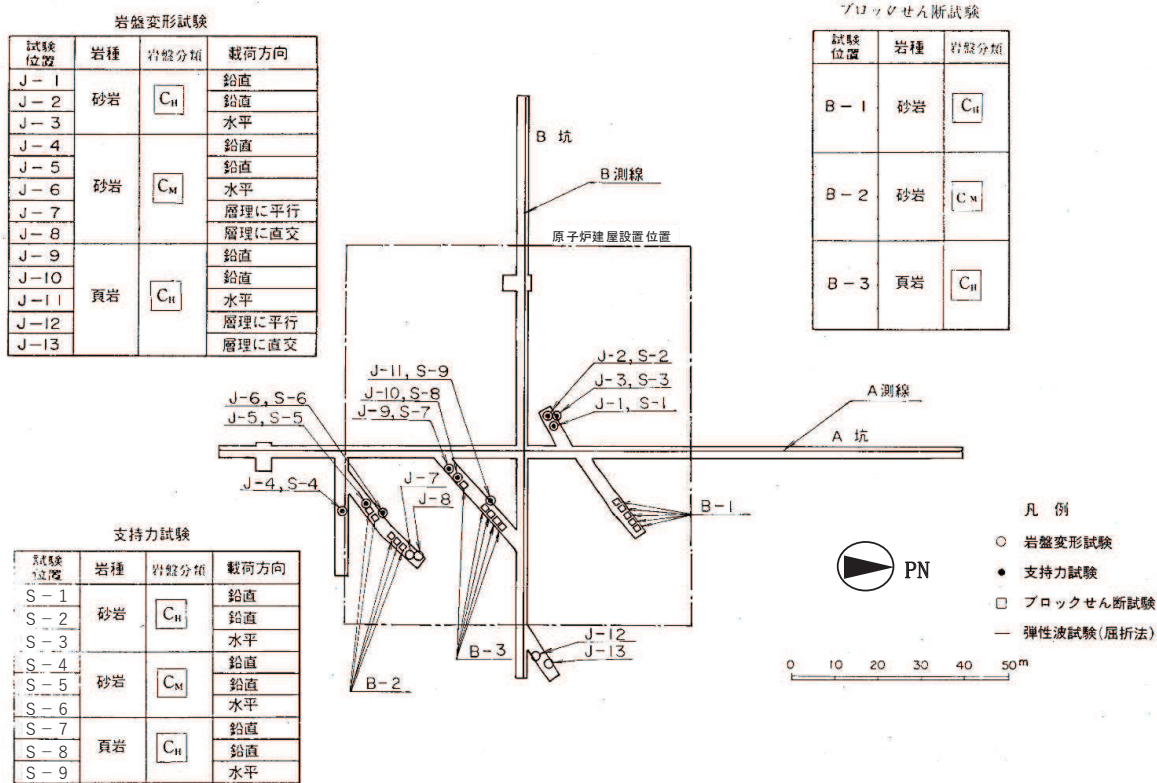 岩盤変形試験
試験位置 岩種 岩盤分類 載荷方向
J-1 砂岩 CH 鉛直
J-2 鉛直
J-3 水平
J-4 砂岩 CM 鉛直
J-5 鉛直
J-6 水平
J-7 層理に平行
J-8 層理に直交
J-9 頁岩 CH 鉛直
J-10 鉛直
J-11 水平
J-12 層理に平行
J-13 層理に直交
ブロックせん断試験
試験位置 岩種 岩盤分類
B-1 砂岩 CH
B-2 砂岩 CM
B-3 頁岩 CH
B 坑
B測線
原子炉建屋設置位置
J-2, S-2
J-3, S-3
J-1, S-1
J-11, S-9
J-10, S-8
J-9, S-7
J-6, S-6
J-5, S-5
A測線
A 坑
J-4, S-4
J-7
J-8
B-1
B-3
B-2
J-12
J-13
支持力試験
試験位置 岩種 岩盤分類 載荷方向
S-1 砂岩 CH 鉛直
S-2 鉛直
S-3 水平
S-4 砂岩 CM 鉛直
S-5 鉛直
S-6 水平
S-7 頁岩 CH 鉛直
S-8 鉛直
S-9 水平
PN
凡 例
岩盤変形試験
支持力試験
ブロックせん断試験
弾性波試験(屈折法)
0 10 20 30 40 50m